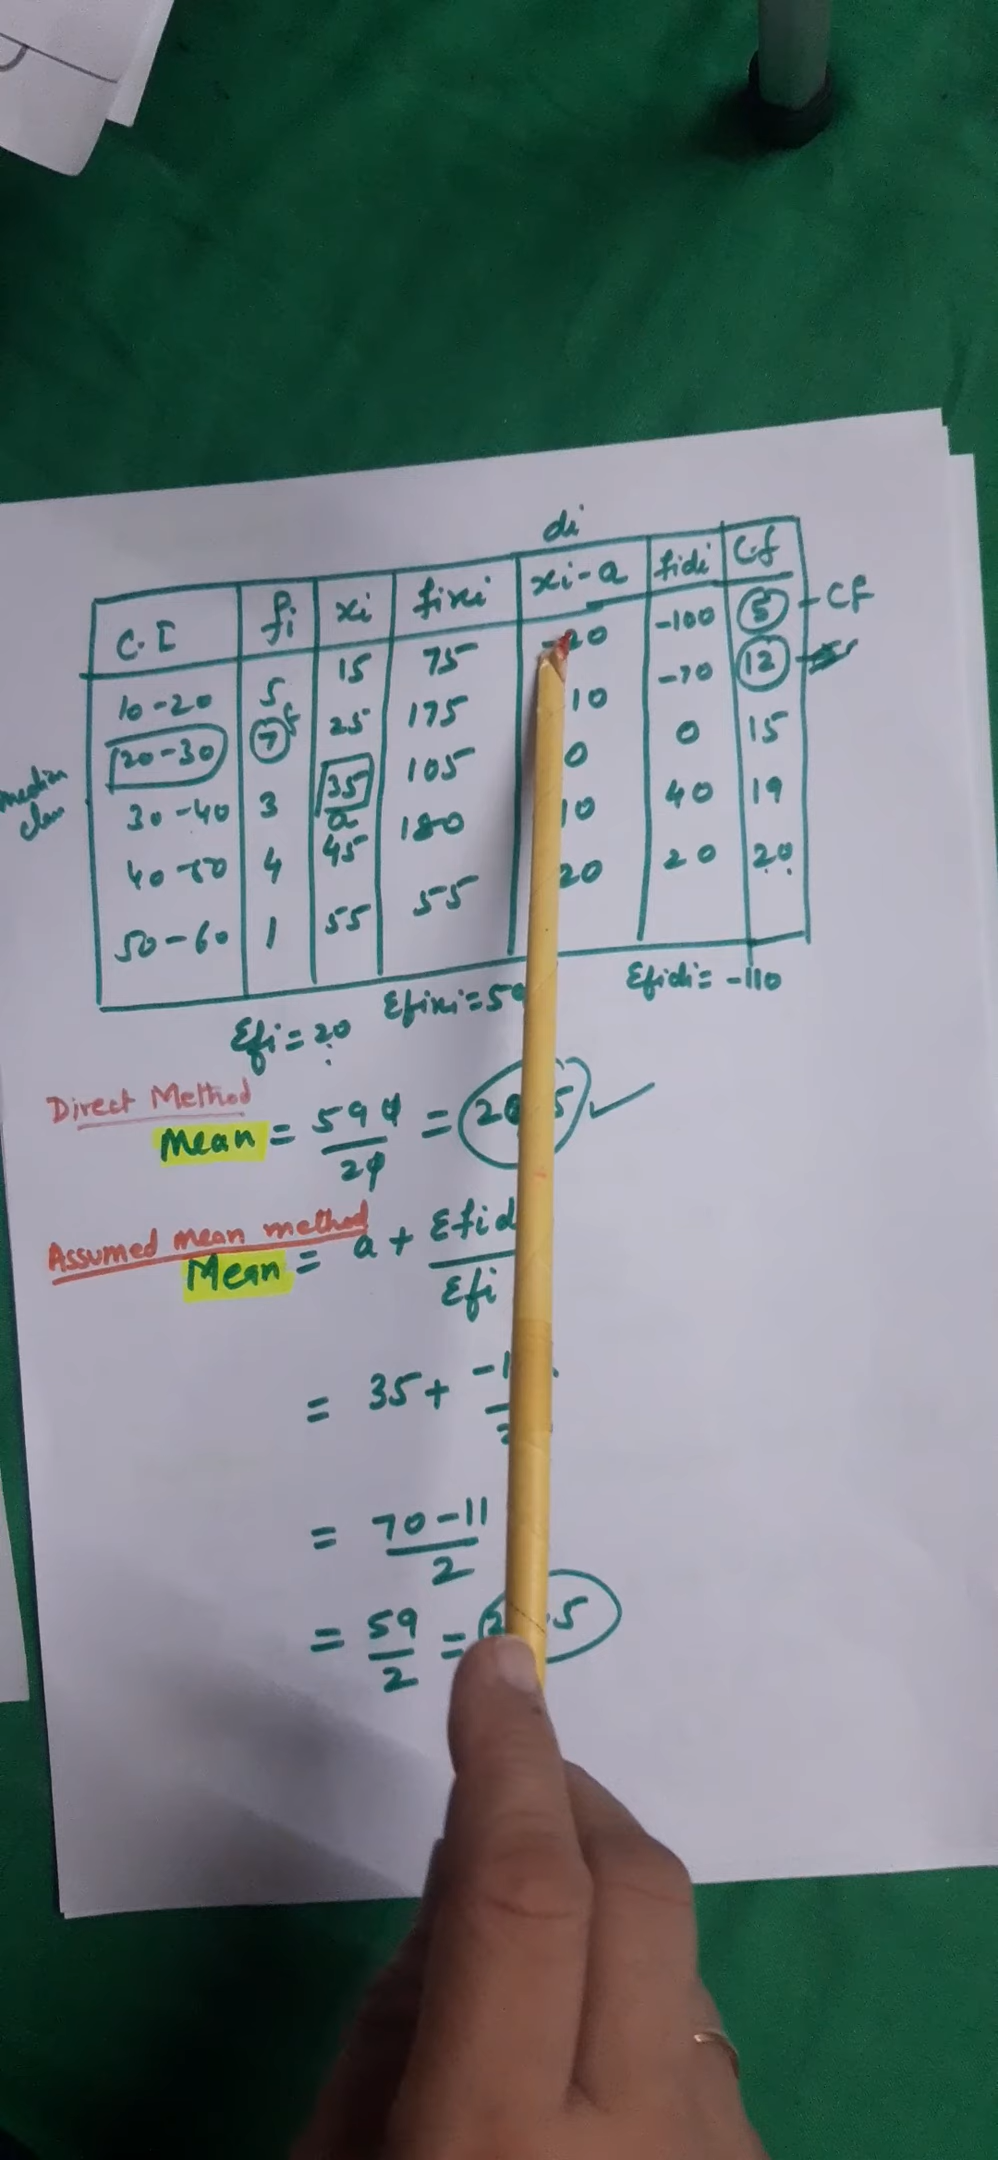 di
C.I fi xi fixi xi-a fidi C.f
10-20 5 15 75 -20 -100 5 - CF
20-30 7 f 25 175 10 -70 12
median class
30-40 3 35 105 0 0 15
a
40-50 4 45 180 10 40 19
50-60 1 55 55 20 20 20
Σfi = 20 Σfixi = Σfidi = -110
Direct Method
Mean = 590/20 =
Assumed mean method
Mean = a + Σfid/Σfi
= 35 +
= 70-11/2
= 59/2 =